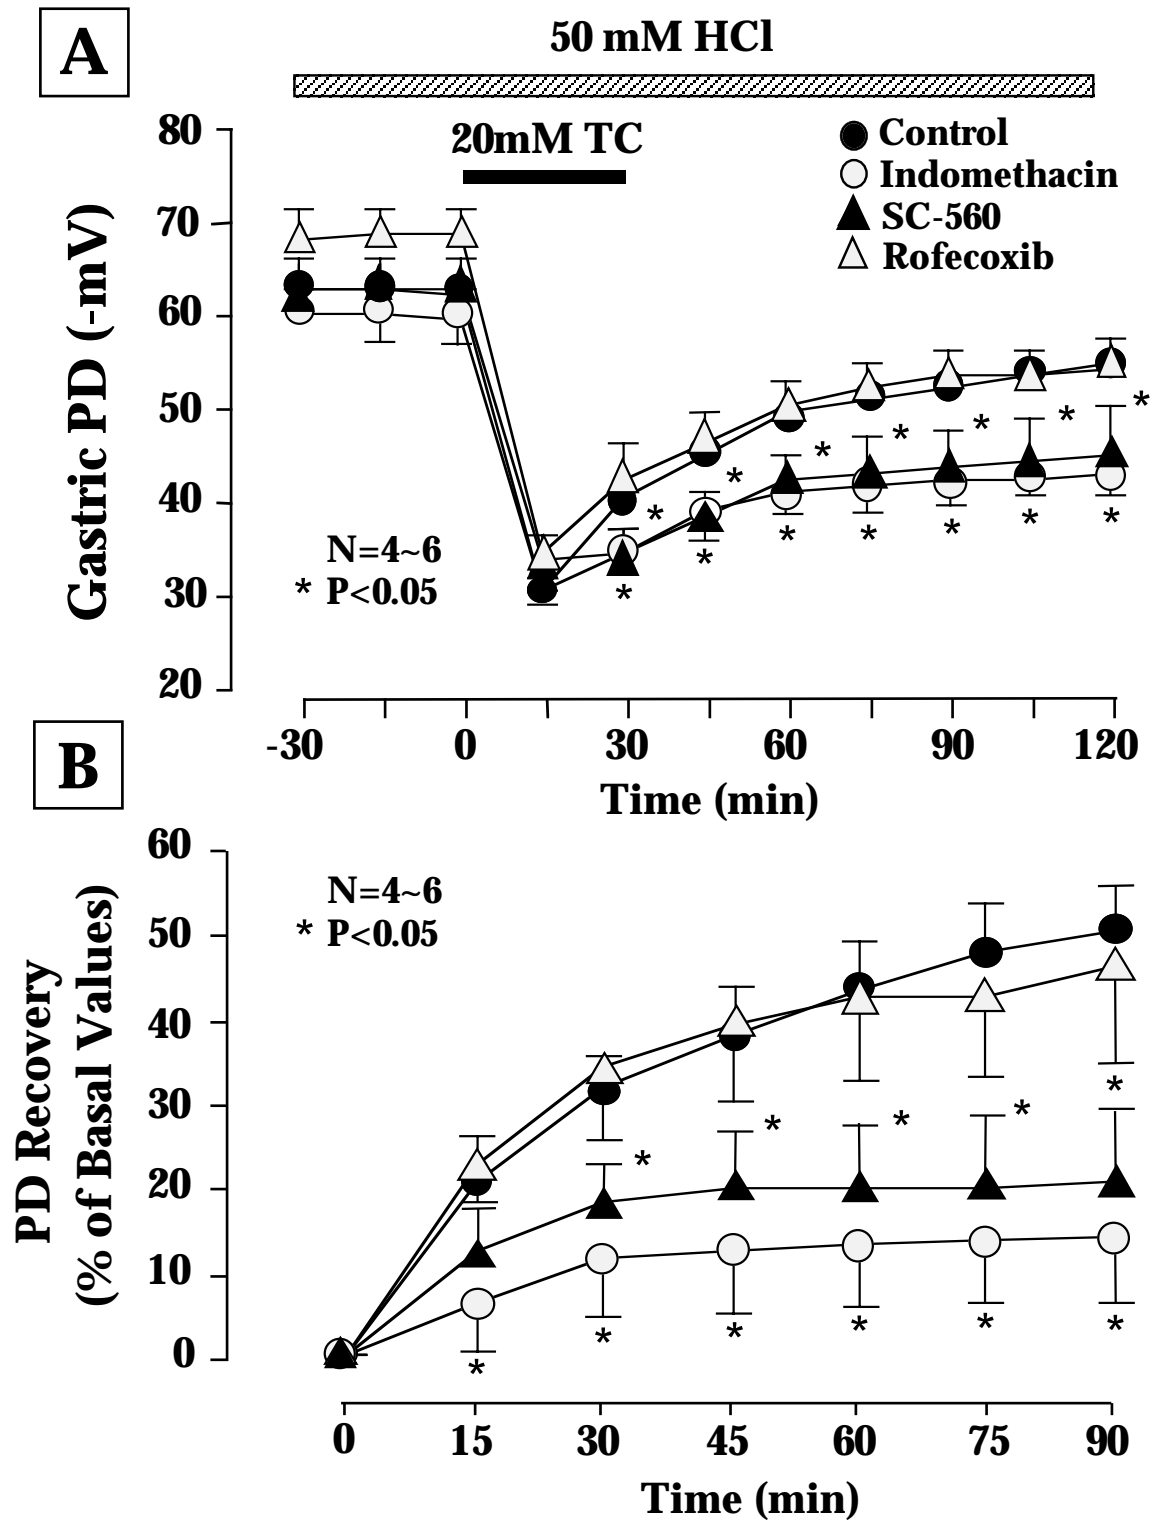 A
50 mM HCl
20mM TC
Control
Indomethacin
SC-560
Rofecoxib
Gastric PD (-mV)
80
70
60
50
40
30
20
N=4~6
* P<0.05
* * * * * * *
* * * * * * *
-30 0 30 60 90 120
Time (min)
B
PD Recovery
(% of Basal Values)
60
50
40
30
20
10
0
N=4~6
* P<0.05
* * * * *
* * * * * *
0 15 30 45 60 75 90
Time (min)